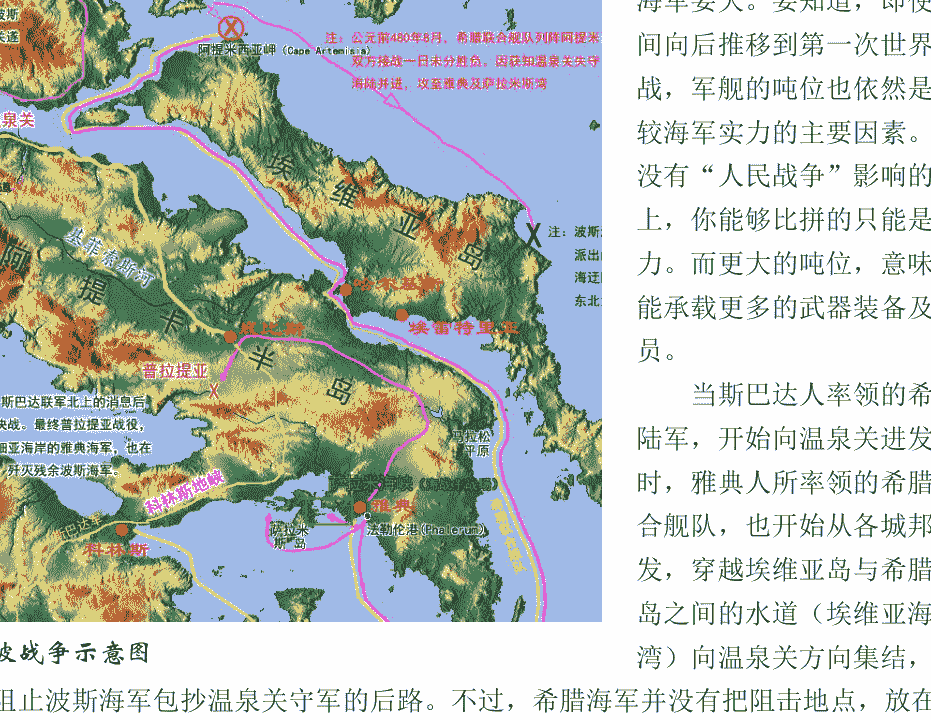 注：公元前480年8月，希腊联合舰队列阵阿提米
双方接战一日未分胜负，因获知温泉关失守
海陆并进，攻至雅典及萨拉米斯湾
阿提米西亚岬（Cape Artemisia）
泉关
埃维亚岛
注：波斯
派出
海迂
东北
基菲索斯河
阿提卡半岛
底比斯
埃雷特里亚
普拉提亚
斯巴达联军北上的消息后
决战。最终普拉提亚战役，
细亚海岸的雅典海军，也在
歼灭残余波斯海军。
马拉松
平原
科林斯地峡
雅典
萨拉米
斯 岛
法勒伦港(Phalerum)
科林斯
波战争示意图
海军要大。要知道，即使
间向后推移到第一次世界
战，军舰的吨位也依然是
较海军实力的主要因素。
没有“人民战争”影响的
上，你能够比拼的只能是
力。而更大的吨位，意味
能承载更多的武器装备及
员。
当斯巴达人率领的希
陆军，开始向温泉关进发
时，雅典人所率领的希腊
合舰队，也开始从各城邦
发，穿越埃维亚岛与希腊
岛之间的水道（埃维亚海
湾）向温泉关方向集结，
阻止波斯海军包抄温泉关守军的后路。不过，希腊海军并没有把阻击地点，放在